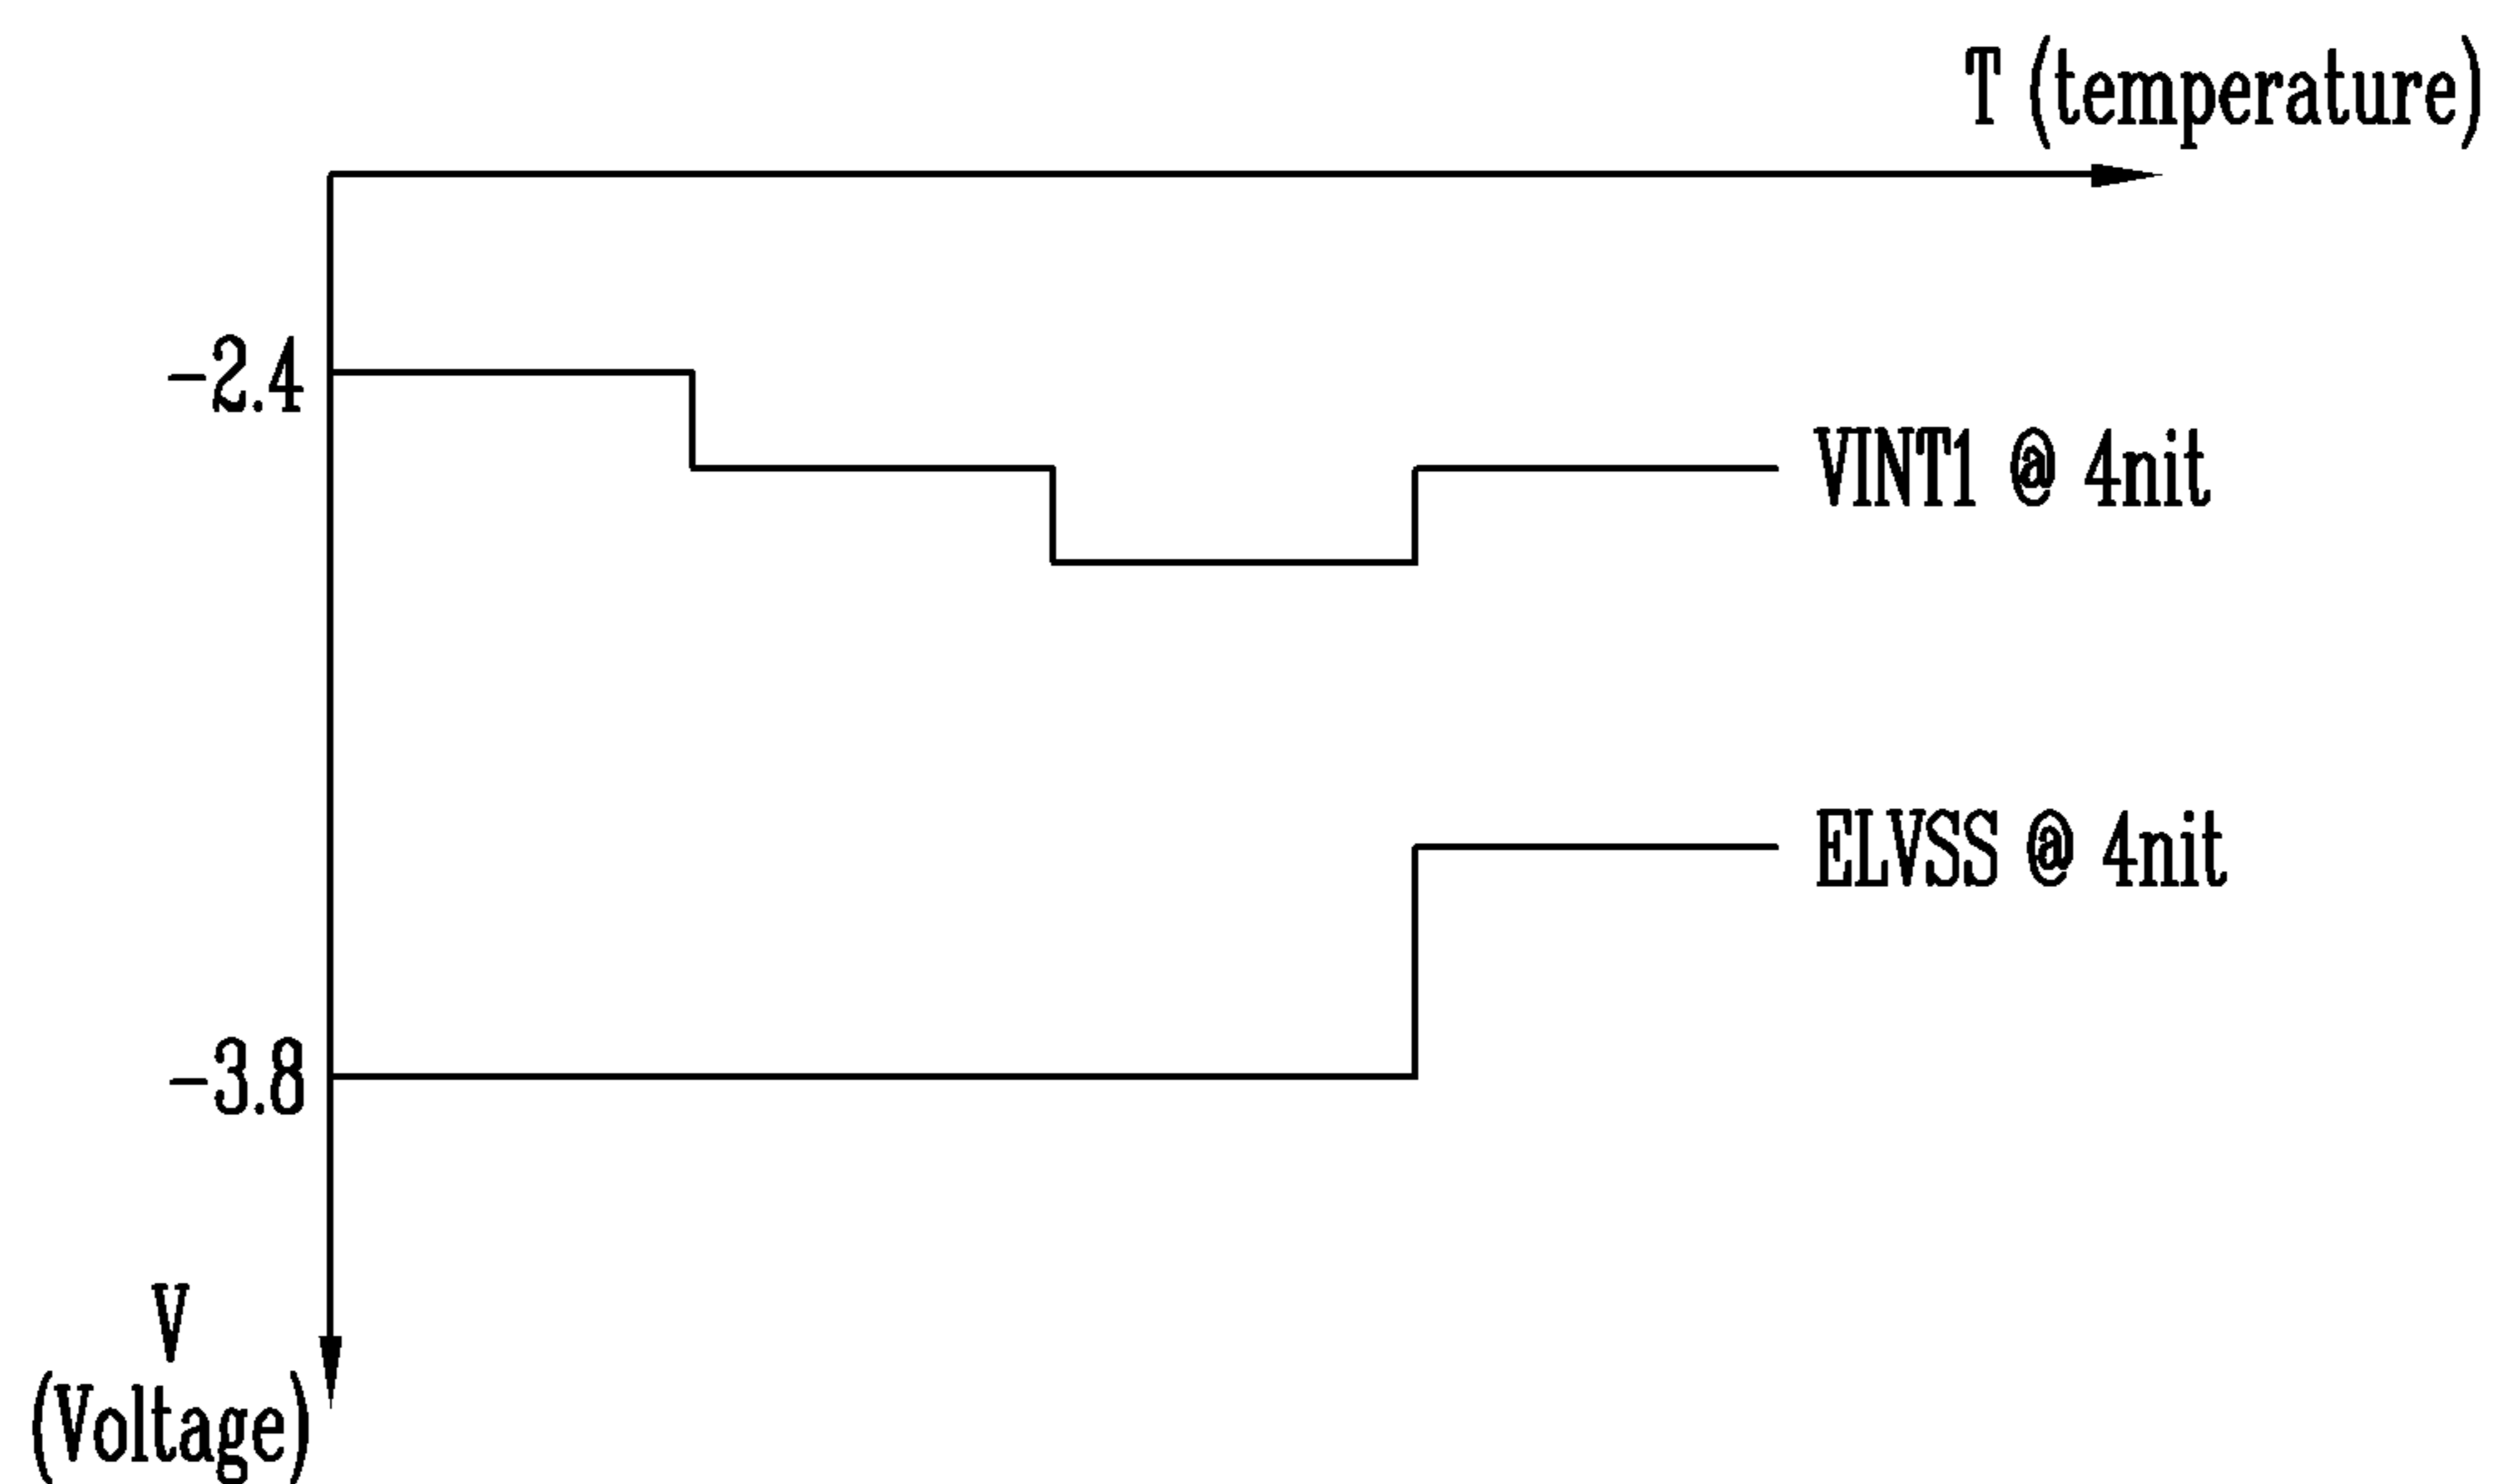 T (temperature)
-2.4
VINT1 @ 4nit
ELVSS @ 4nit
-3.8
V
(Voltage)